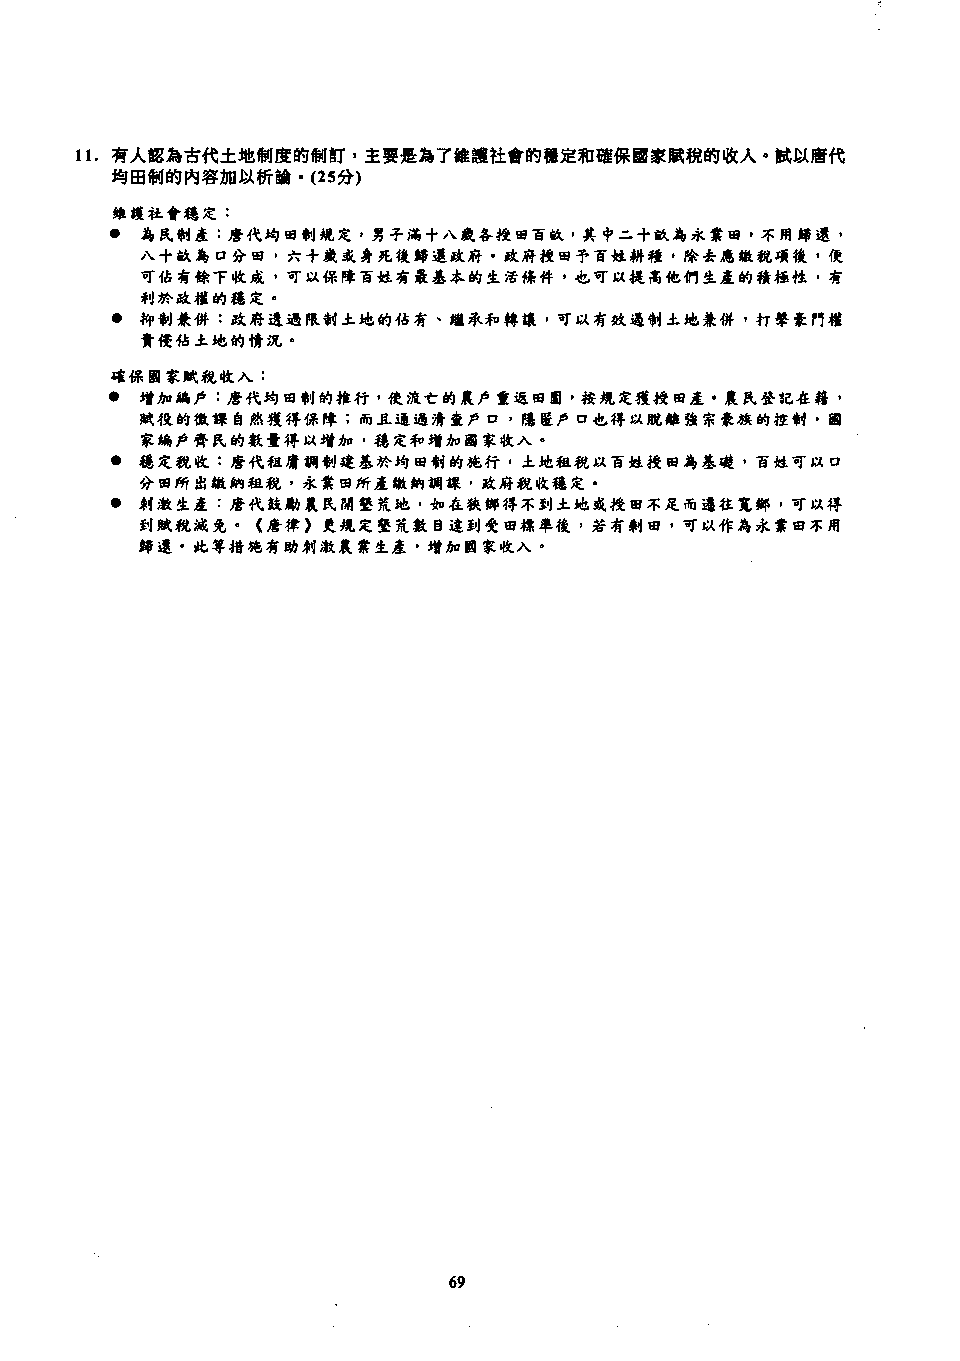 11. 有人認為古代土地制度的制訂，主要是為了維護社會的穩定和確保國家賦稅的收入。試以唐代
均田制的內容加以析論。(25分)
維護社會穩定：
● 為民制產：唐代均田制規定，男子滿十八歲各授田百畝，其中二十畝為永業田，不用歸還，
八十畝為口分田，六十歲或身死後歸還政府。政府授田予百姓耕種，除去應繳稅項後，便
可佔有餘下收成，可以保障百姓有最基本的生活條件，也可以提高他們生產的積極性，有
利於政權的穩定。
● 抑制兼併：政府透過限制土地的佔有、繼承和轉讓，可以有效遏制土地兼併，打擊豪門權
貴侵佔土地的情況。
確保國家賦稅收入：
● 增加編戶：唐代均田制的推行，使流亡的農戶重返田園，按規定獲授田產。農民登記在籍，
賦役的徵課自然獲得保障；而且通過清查戶口，隱匿戶口也得以脫離強宗豪族的控制，國
家編戶齊民的數量得以增加，穩定和增加國家收入。
● 穩定稅收：唐代租庸調制建基於均田制的施行，土地租稅以百姓授田為基礎，百姓可以口
分田所出繳納租稅，永業田所產繳納調課，政府稅收穩定。
● 刺激生產：唐代鼓勵農民開墾荒地，如在狹鄉得不到土地或授田不足而遷往寬鄉，可以得
到賦稅減免。《唐律》更規定墾荒數目達到受田標準後，若有剩田，可以作為永業田不用
歸還。此等措施有助刺激農業生產，增加國家收入。
69